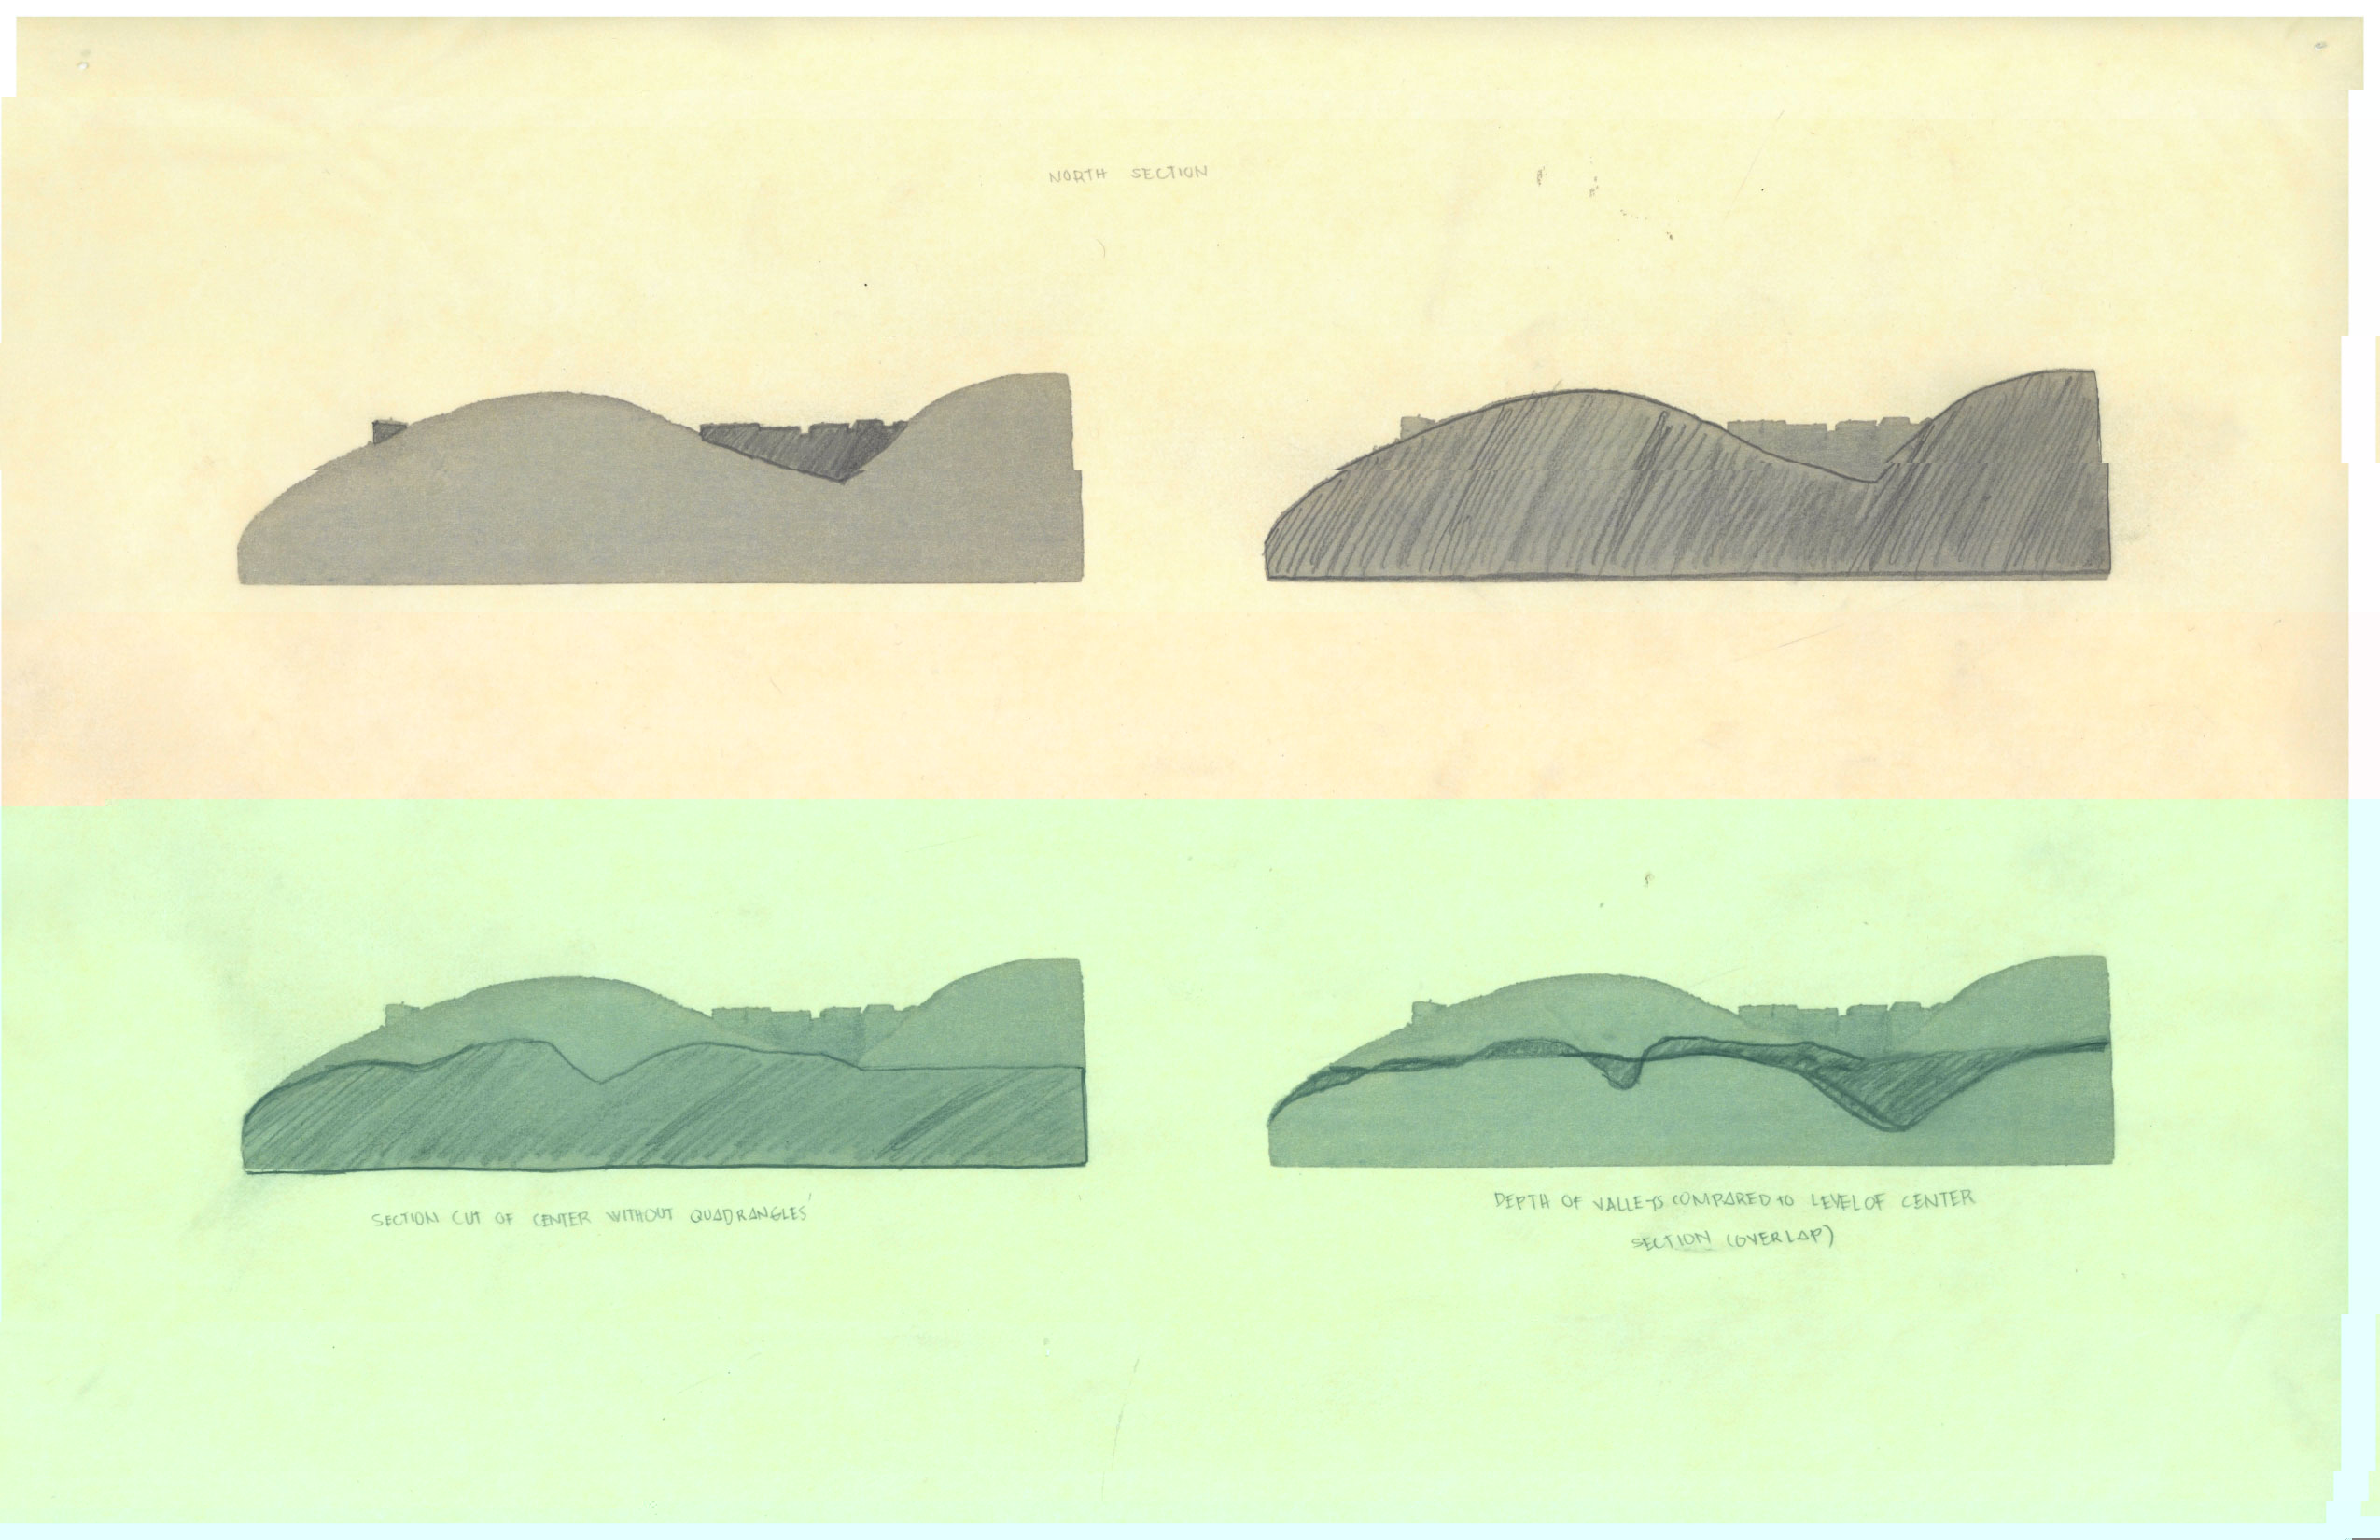 NORTH SECTION
SECTION CUT OF CENTER WITHOUT QUADRANGLES
DEPTH OF VALLEYS COMPARED TO LEVEL OF CENTER
SECTION (OVERLAP)